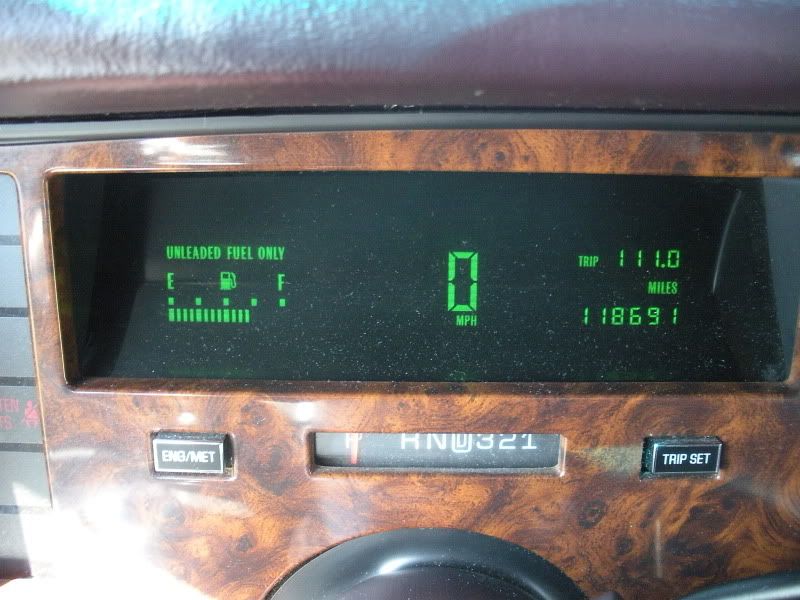 UNLEADED FUEL ONLY
E F
0
MPH
TRIP 111.0
MILES
118691
ENG/MET
P RND321
TRIP SET